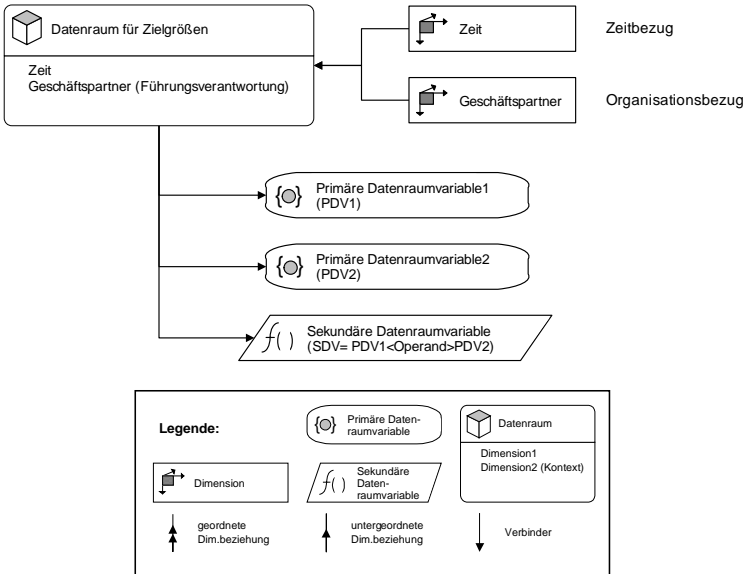 Datenraum für Zielgrößen
Zeit
Geschäftspartner (Führungsverantwortung)
Zeit
Zeitbezug
Geschäftspartner
Organisationsbezug
{ } Primäre Datenraumvariable1
(PDV1)
{ } Primäre Datenraumvariable2
(PDV2)
f( ) Sekundäre Datenraumvariable
(SDV= PDV1<Operand>PDV2)
Legende:
{ } Primäre Daten-
raumvariable
Datenraum
Dimension1
Dimension2 (Kontext)
Dimension
f( ) Sekundäre
Daten-
raumvariable
geordnete
Dim.beziehung
untergeordnete
Dim.beziehung
Verbinder